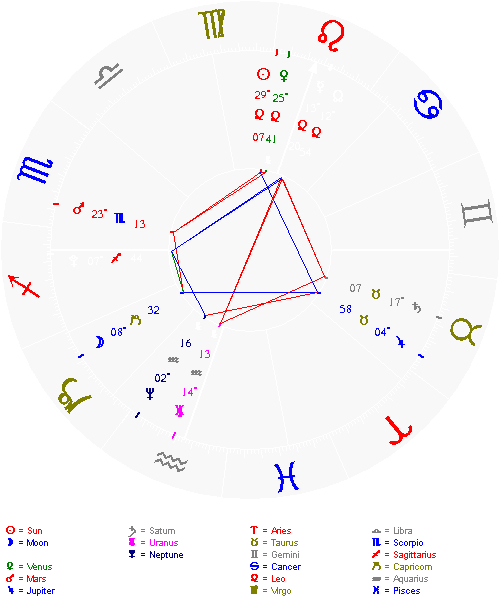 29° 25°
07 41
23° 13
07 17°
32
58
08° 04°
16
13
02°
14°
= Sun = Saturn = Aries = Libra
= Moon = Uranus = Taurus = Scorpio
= Neptune = Gemini = Sagittarius
= Venus = Cancer = Capricorn
= Mars = Leo = Aquarius
= Jupiter = Virgo = Pisces